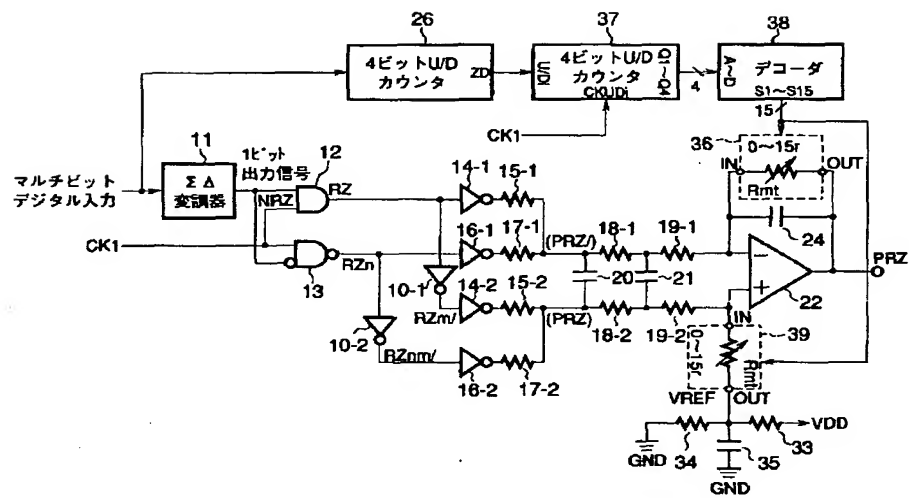 26
37
38
4ビットU/D
カウンタ
ZD
U/Di
4ビットU/D
カウンタ
CKUDi
Q1~Q4
4
A~D
デコーダ
S1~S15
15
CK1
36
0~15r
IN
OUT
Rmt
11
1ビット
出力信号
12
マルチビット
デジタル入力
ΣΔ
変調器
NRZ
RZ
14-1
15-1
24
CK1
13
RZn
16-1
17-1
(PRZ/)
18-1
19-1
PRZ
10-1
14-2
15-2
20
21
22
RZm/
(PRZ)
18-2
19-2
IN
39
10-2
RZnm/
16-2
17-2
0~15r
Rmt
VREF
OUT
VDD
GND
34
35
33
GND